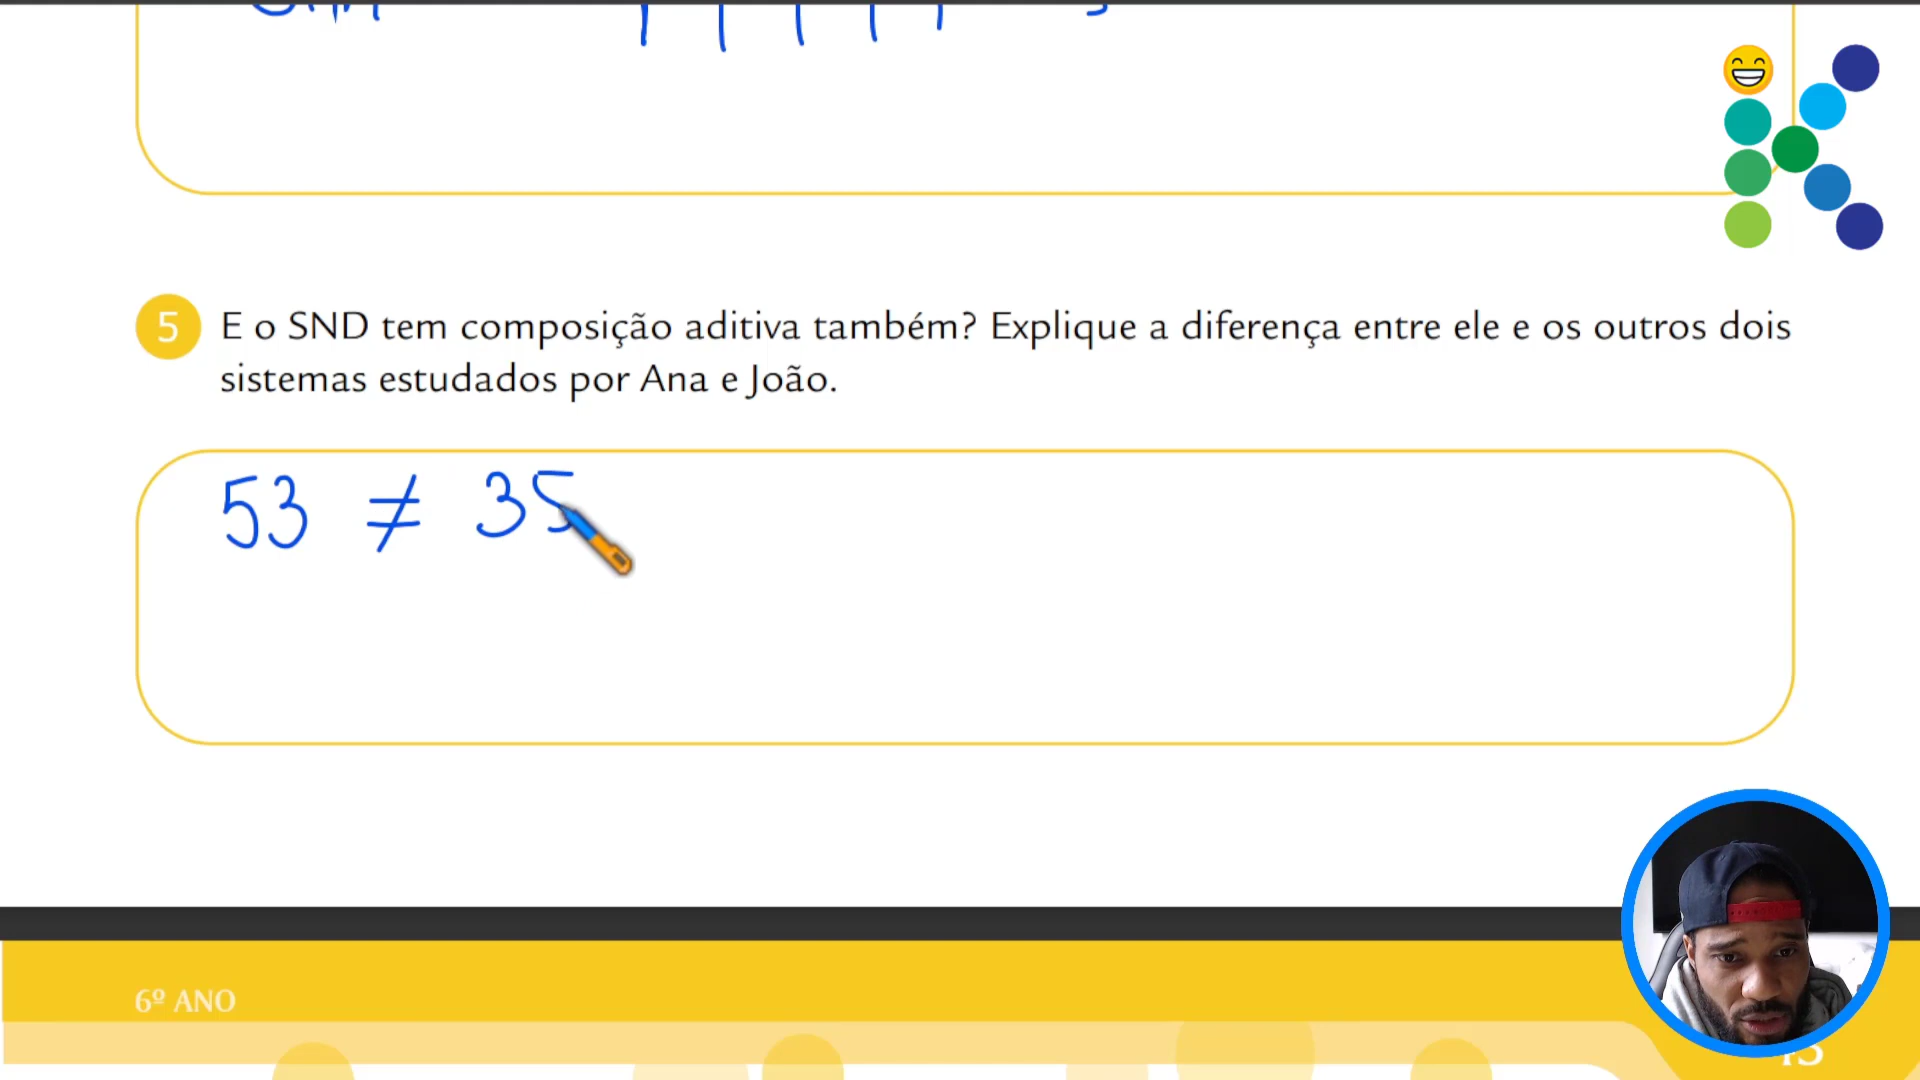 5
E o SND tem composição aditiva também? Explique a diferença entre ele e os outros dois
sistemas estudados por Ana e João.
53 ≠ 35
6º ANO